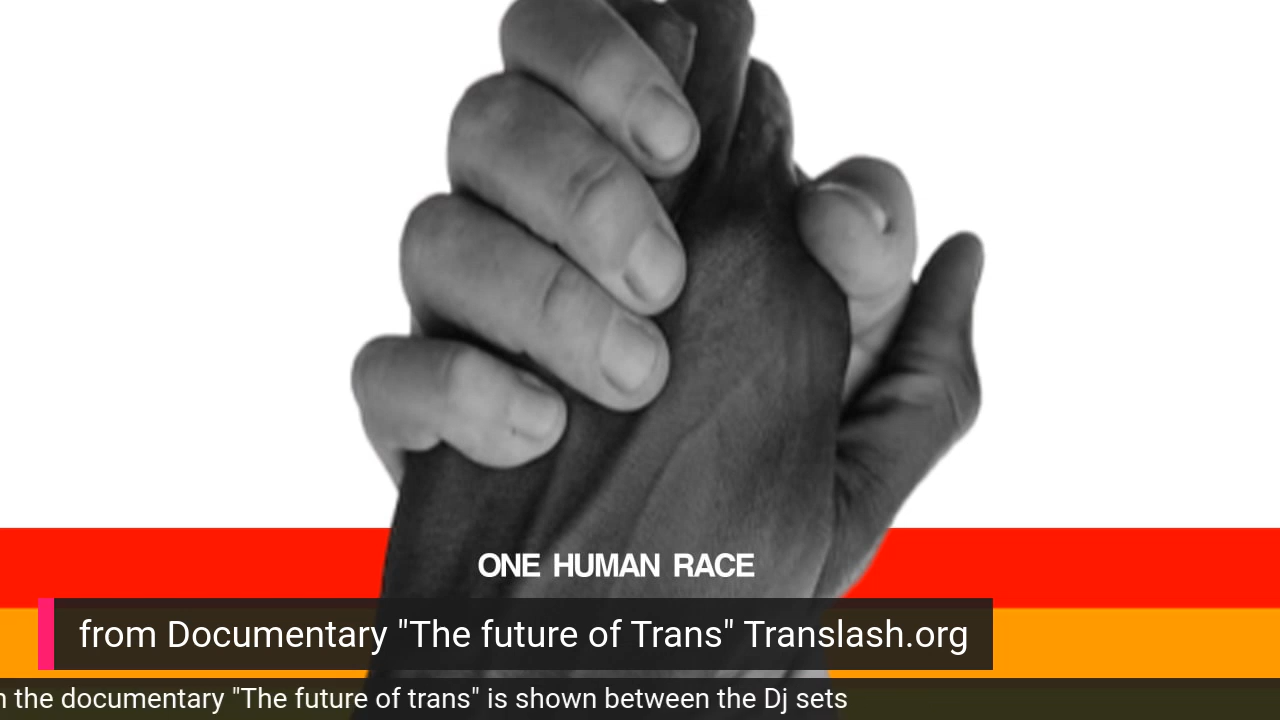 ONE HUMAN RACE
from Documentary "The future of Trans" Translash.org
the documentary "The future of trans" is shown between the Dj sets